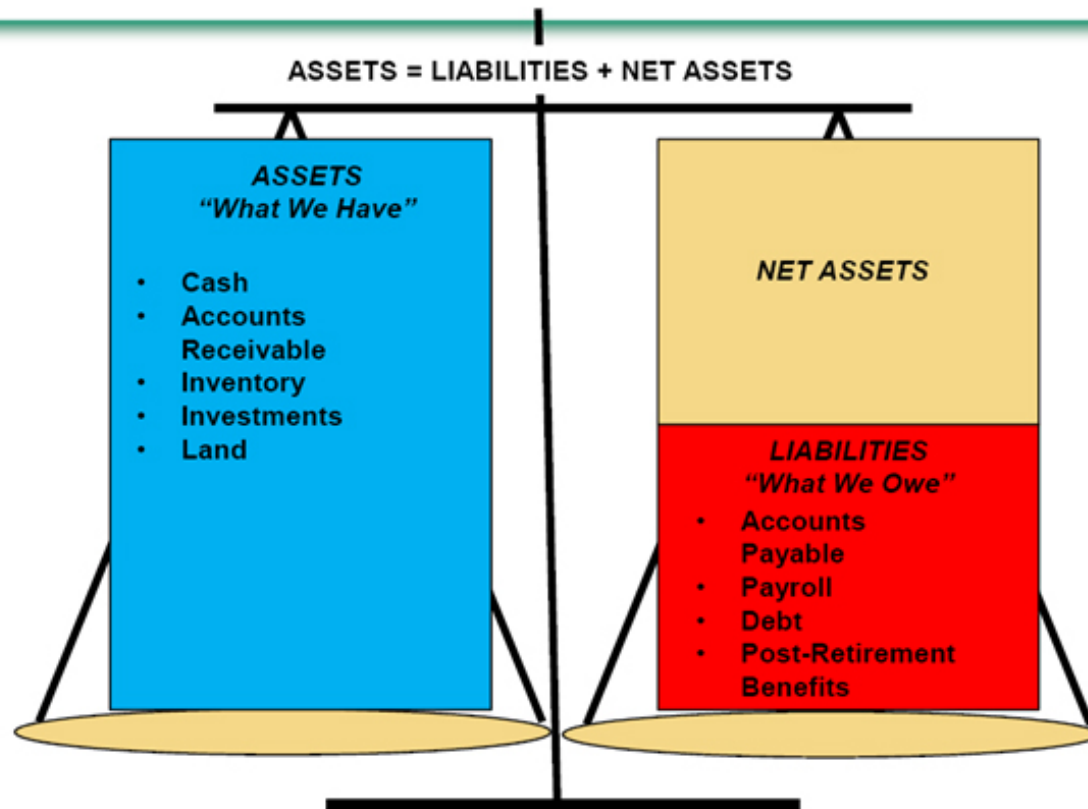 ASSETS = LIABILITIES + NET ASSETS
ASSETS
“What We Have”
• Cash
• Accounts
Receivable
• Inventory
• Investments
• Land
NET ASSETS
LIABILITIES
“What We Owe”
• Accounts
Payable
• Payroll
• Debt
• Post-Retirement
Benefits